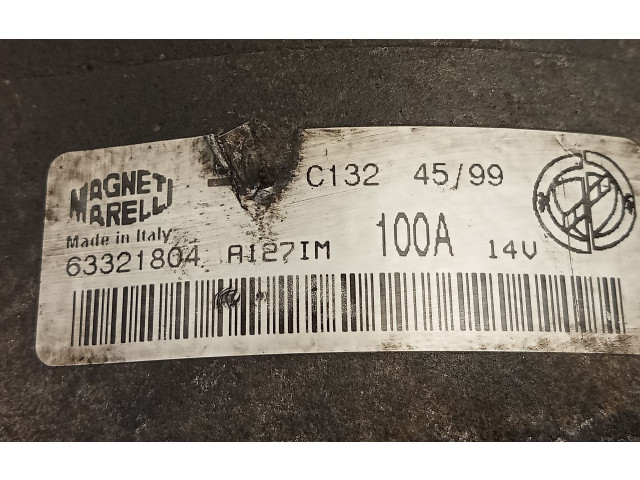 MAGNETI MARELLI
C132 45/99
Made in Italy
63321804 A127IM 100A 14V